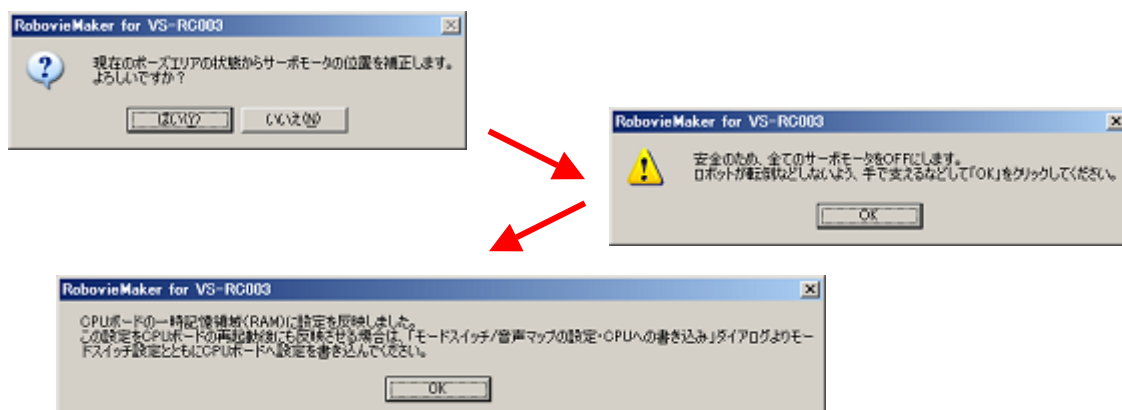 RobovieMaker for VS-RC003
現在のポーズエリアの状態からサーボモータの位置を補正します。
よろしいですか？
はい(Y)
いいえ(N)
RobovieMaker for VS-RC003
安全のため、全てのサーボモータをOFFにします。
ロボットが転倒などしないよう、手で支えるなどして「OK」をクリックしてください。
OK
RobovieMaker for VS-RC003
CPUボードの一時記憶領域(RAM)に設定を反映しました。
この設定をCPUボードの再起動後にも反映させる場合は、「モードスイッチ/音声マップの設定・CPUへの書き込み」ダイアログよりモー
ドスイッチ設定とともにCPUボードへ設定を書き込んでください。
OK